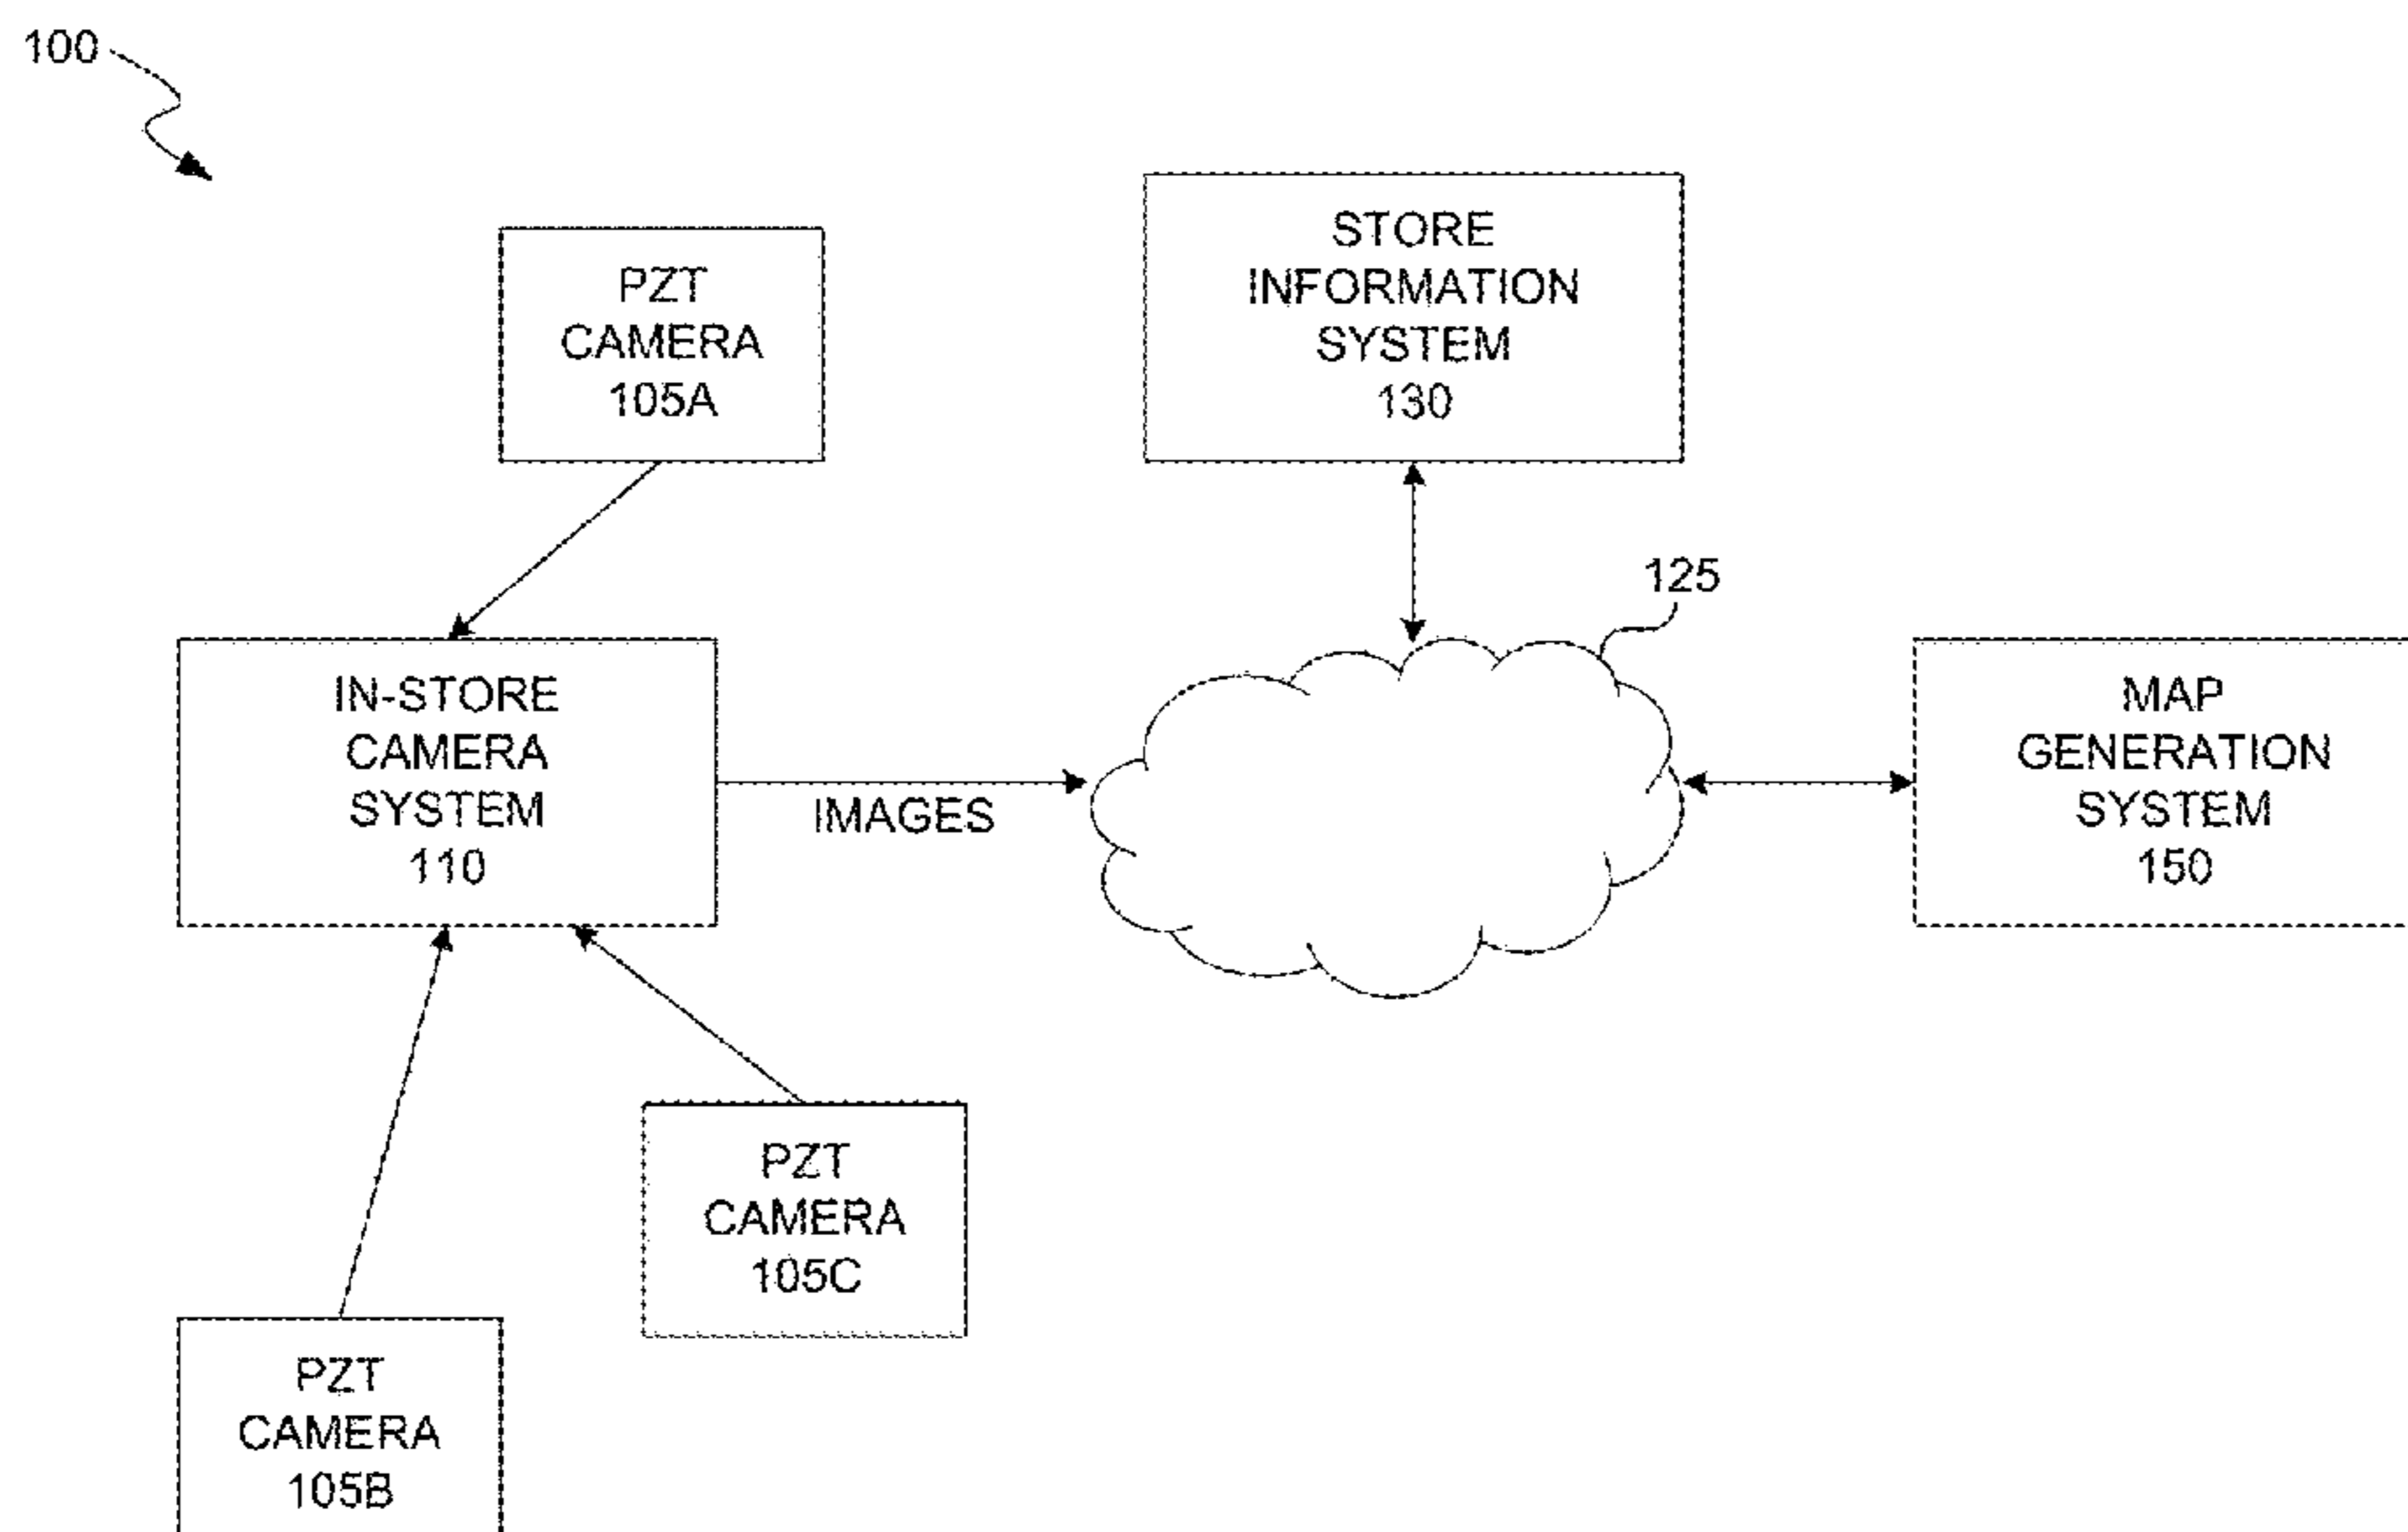 100
PZT
CAMERA
105A
STORE
INFORMATION
SYSTEM
130
125
IN-STORE
CAMERA
SYSTEM
110
IMAGES
MAP
GENERATION
SYSTEM
150
PZT
CAMERA
105C
PZT
CAMERA
105B